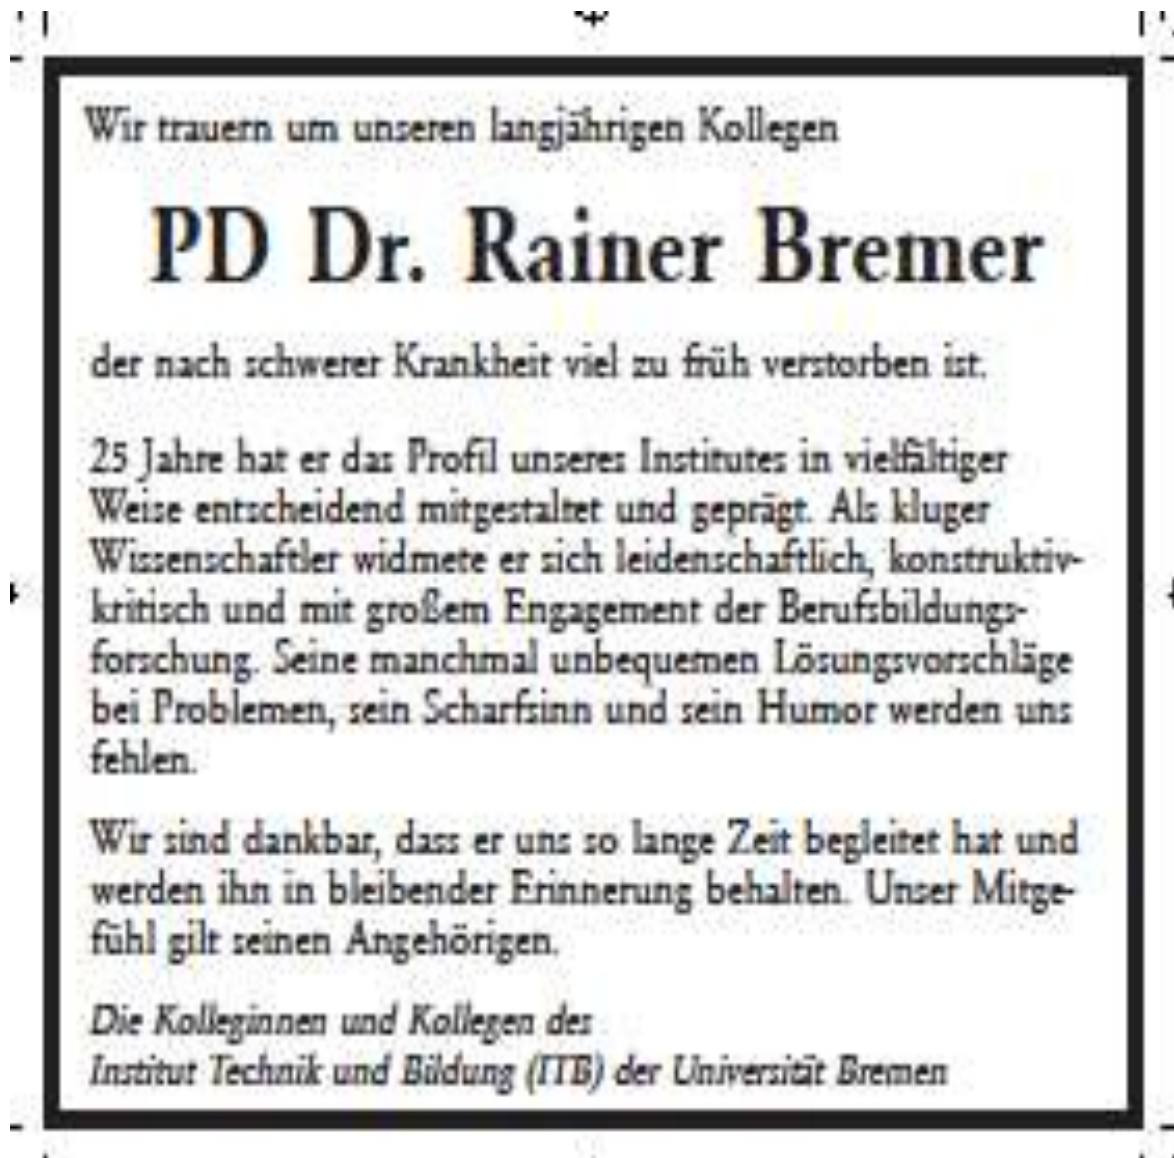 Wir trauern um unseren langjährigen Kollegen
PD Dr. Rainer Bremer
der nach schwerer Krankheit viel zu früh verstorben ist.
25 Jahre hat er das Profil unseres Institutes in vielfältiger
Weise entscheidend mitgestaltet und geprägt. Als kluger
Wissenschaftler widmete er sich leidenschaftlich, konstruktiv-
kritisch und mit großem Engagement der Berufsbildungs-
forschung. Seine manchmal unbequemen Lösungsvorschläge
bei Problemen, sein Scharfsinn und sein Humor werden uns
fehlen.
Wir sind dankbar, dass er uns so lange Zeit begleitet hat und
werden ihn in bleibender Erinnerung behalten. Unser Mitge-
fühl gilt seinen Angehörigen.
Die Kolleginnen und Kollegen des
Institut Technik und Bildung (ITB) der Universität Bremen